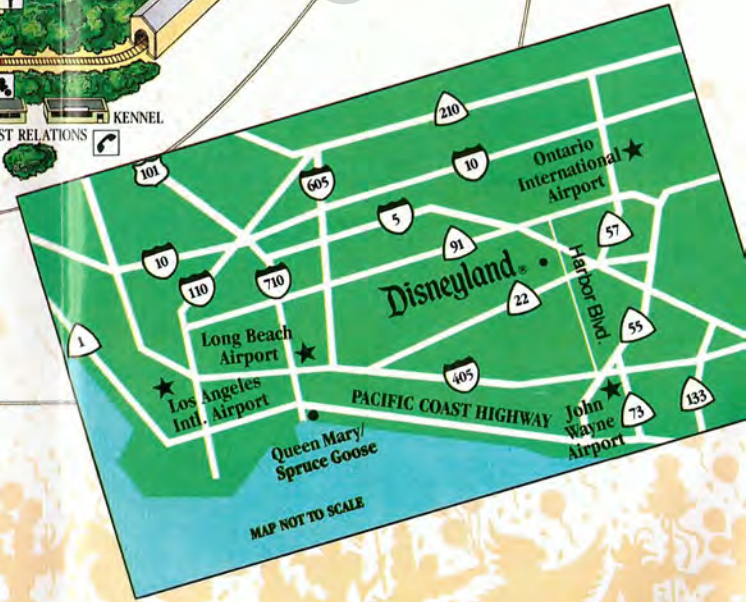 KENNEL
ST RELATIONS
101
605
210
10
Ontario
International
Airport
5
10
110
710
91
57
Disneyland®
Harbor Blvd.
22
1
Long Beach
Airport
55
Los Angeles
Intl. Airport
405
PACIFIC COAST HIGHWAY
John
Wayne
Airport
73
133
Queen Mary/
Spruce Goose
MAP NOT TO SCALE